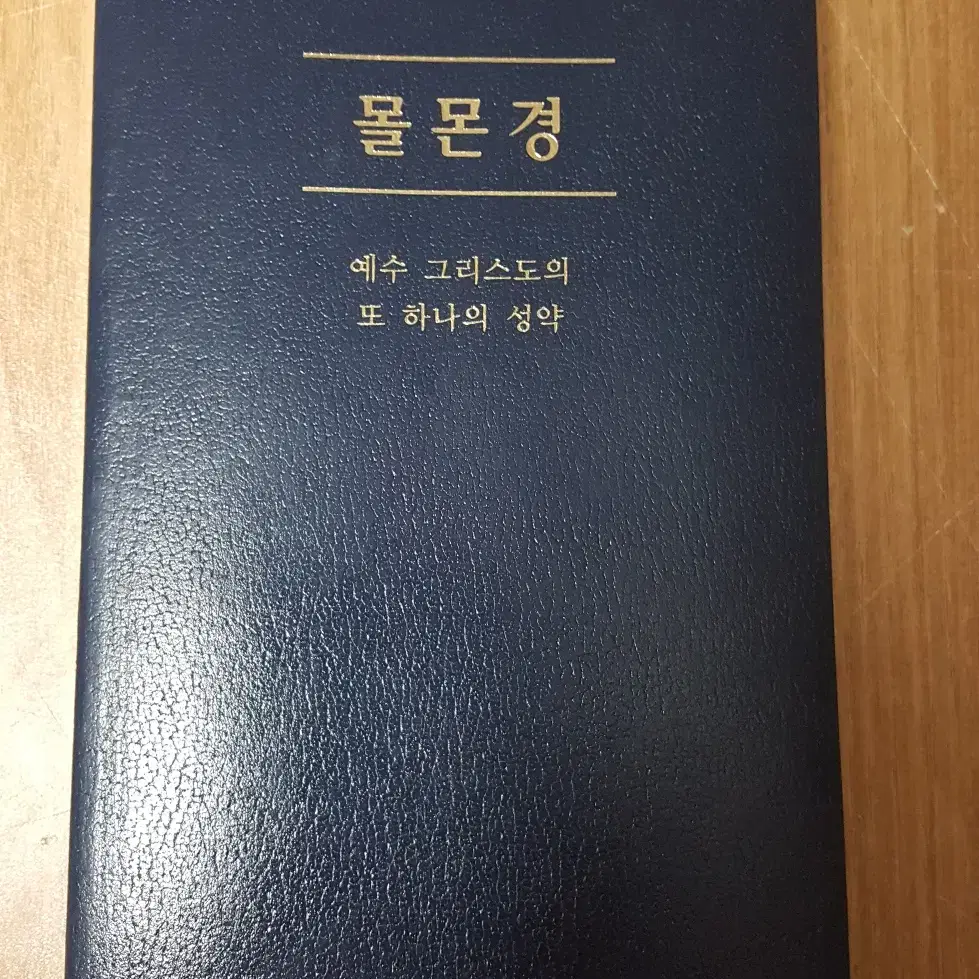 몰몬경
예수 그리스도의
또 하나의 성약